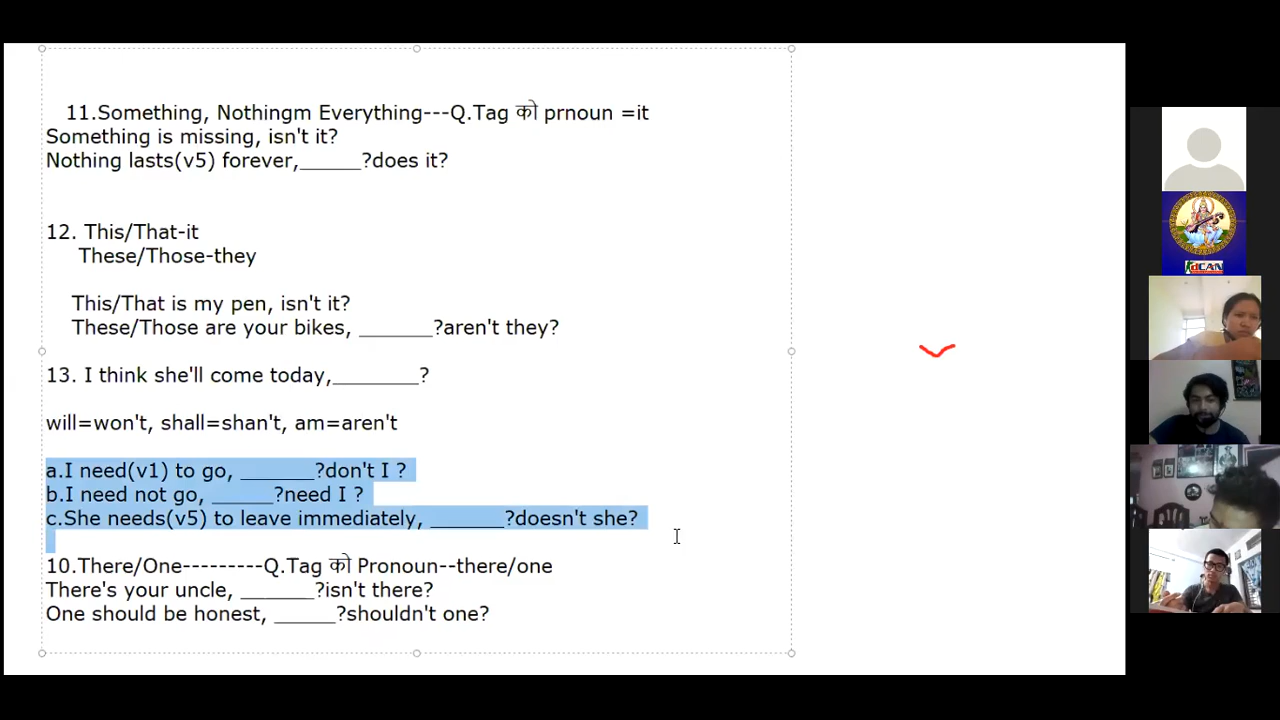 11.Something, Nothingm Everything---Q.Tag को prnoun =it
Something is missing, isn't it?
Nothing lasts(v5) forever,______?does it?
12. This/That-it
These/Those-they
This/That is my pen, isn't it?
These/Those are your bikes, _______?aren't they?
13. I think she'll come today,________?
will=won't, shall=shan't, am=aren't
a.I need(v1) to go, _______?don't I ?
b.I need not go, ______?need I ?
c.She needs(v5) to leave immediately, _______?doesn't she?
10.There/One---------Q.Tag को Pronoun--there/one
There's your uncle, _______?isn't there?
One should be honest, ______?shouldn't one?